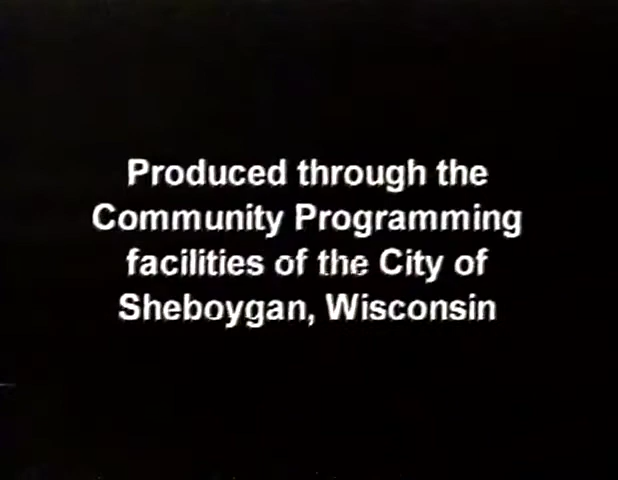 Produced through the
Community Programming
facilities of the City of
Sheboygan, Wisconsin